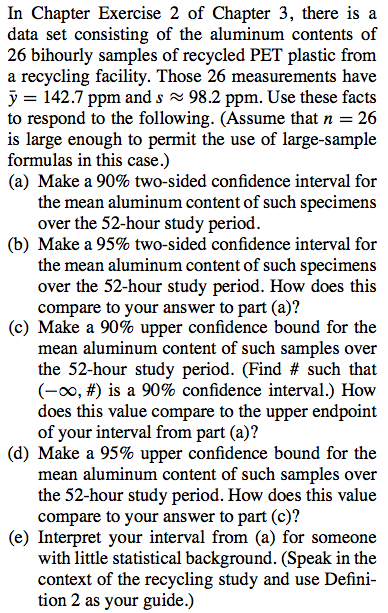 In Chapter Exercise 2 of Chapter 3, there is a
data set consisting of the aluminum contents of
26 bihourly samples of recycled PET plastic from
a recycling facility. Those 26 measurements have
ȳ = 142.7 ppm and s ≈ 98.2 ppm. Use these facts
to respond to the following. (Assume that n = 26
is large enough to permit the use of large-sample
formulas in this case.)
(a) Make a 90% two-sided confidence interval for
the mean aluminum content of such specimens
over the 52-hour study period.
(b) Make a 95% two-sided confidence interval for
the mean aluminum content of such specimens
over the 52-hour study period. How does this
compare to your answer to part (a)?
(c) Make a 90% upper confidence bound for the
mean aluminum content of such samples over
the 52-hour study period. (Find # such that
(−∞, #) is a 90% confidence interval.) How
does this value compare to the upper endpoint
of your interval from part (a)?
(d) Make a 95% upper confidence bound for the
mean aluminum content of such samples over
the 52-hour study period. How does this value
compare to your answer to part (c)?
(e) Interpret your interval from (a) for someone
with little statistical background. (Speak in the
context of the recycling study and use Defini-
tion 2 as your guide.)